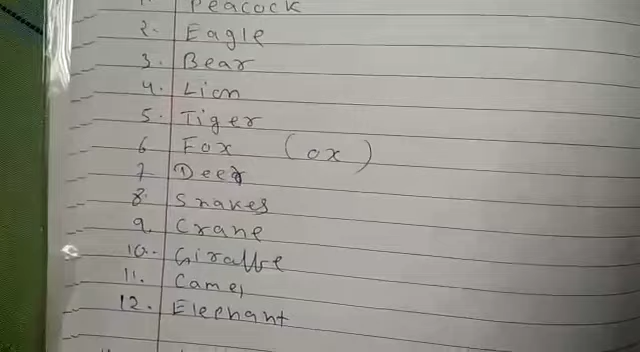 1. Peacock
2. Eagle
3. Bear
4. Lion
5. Tiger
6 Fox (ox)
7 Deer
8. Snakes
9. Crane
10. Giraffe
11. Camel
12. Elephant